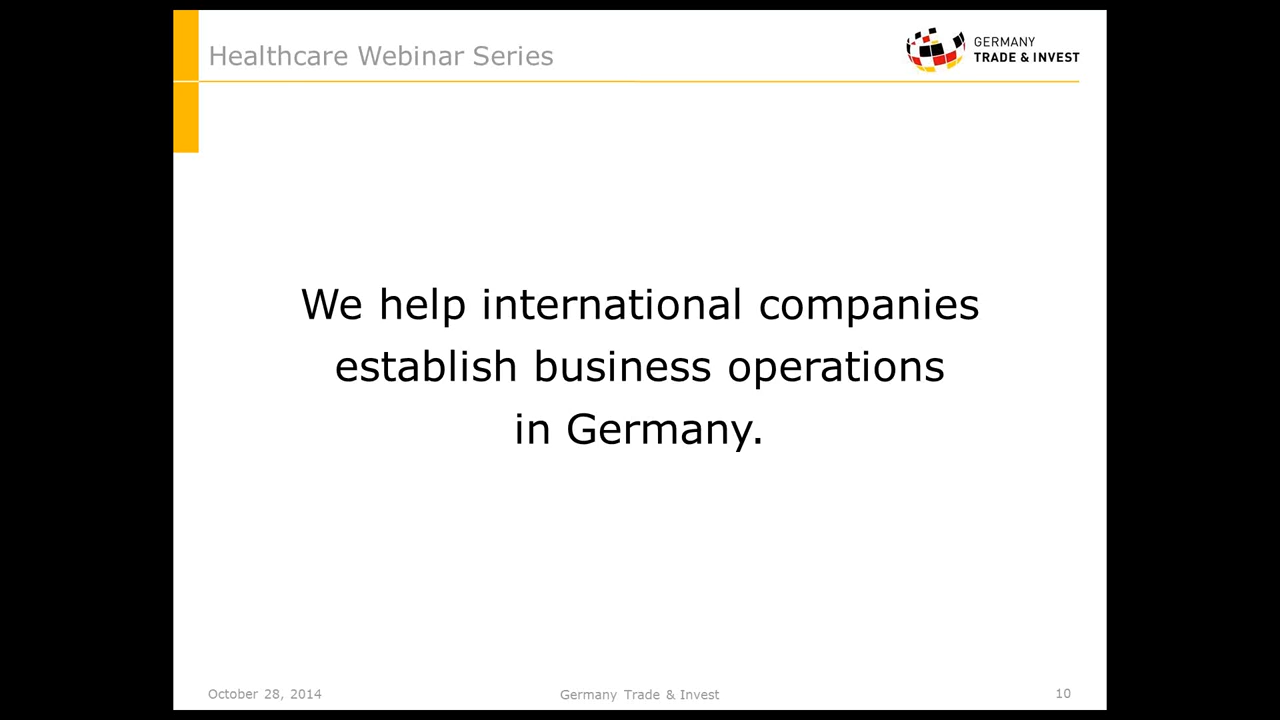 Healthcare Webinar Series
GERMANY
TRADE & INVEST
We help international companies
establish business operations
in Germany.
October 28, 2014
Germany Trade & Invest
10